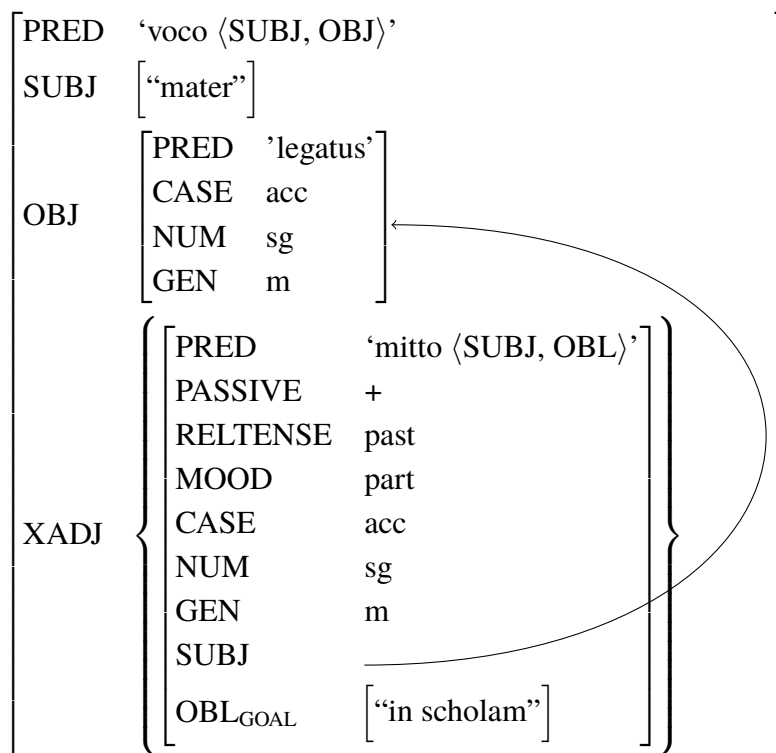 PRED ‘voco ⟨SUBJ, OBJ⟩’
SUBJ [“mater”]
OBJ
PRED ’legatus’
CASE acc
NUM sg
GEN m
XADJ
PRED ‘mitto ⟨SUBJ, OBL⟩’
PASSIVE +
RELTENSE past
MOOD part
CASE acc
NUM sg
GEN m
SUBJ
OBL_GOAL [“in scholam”]